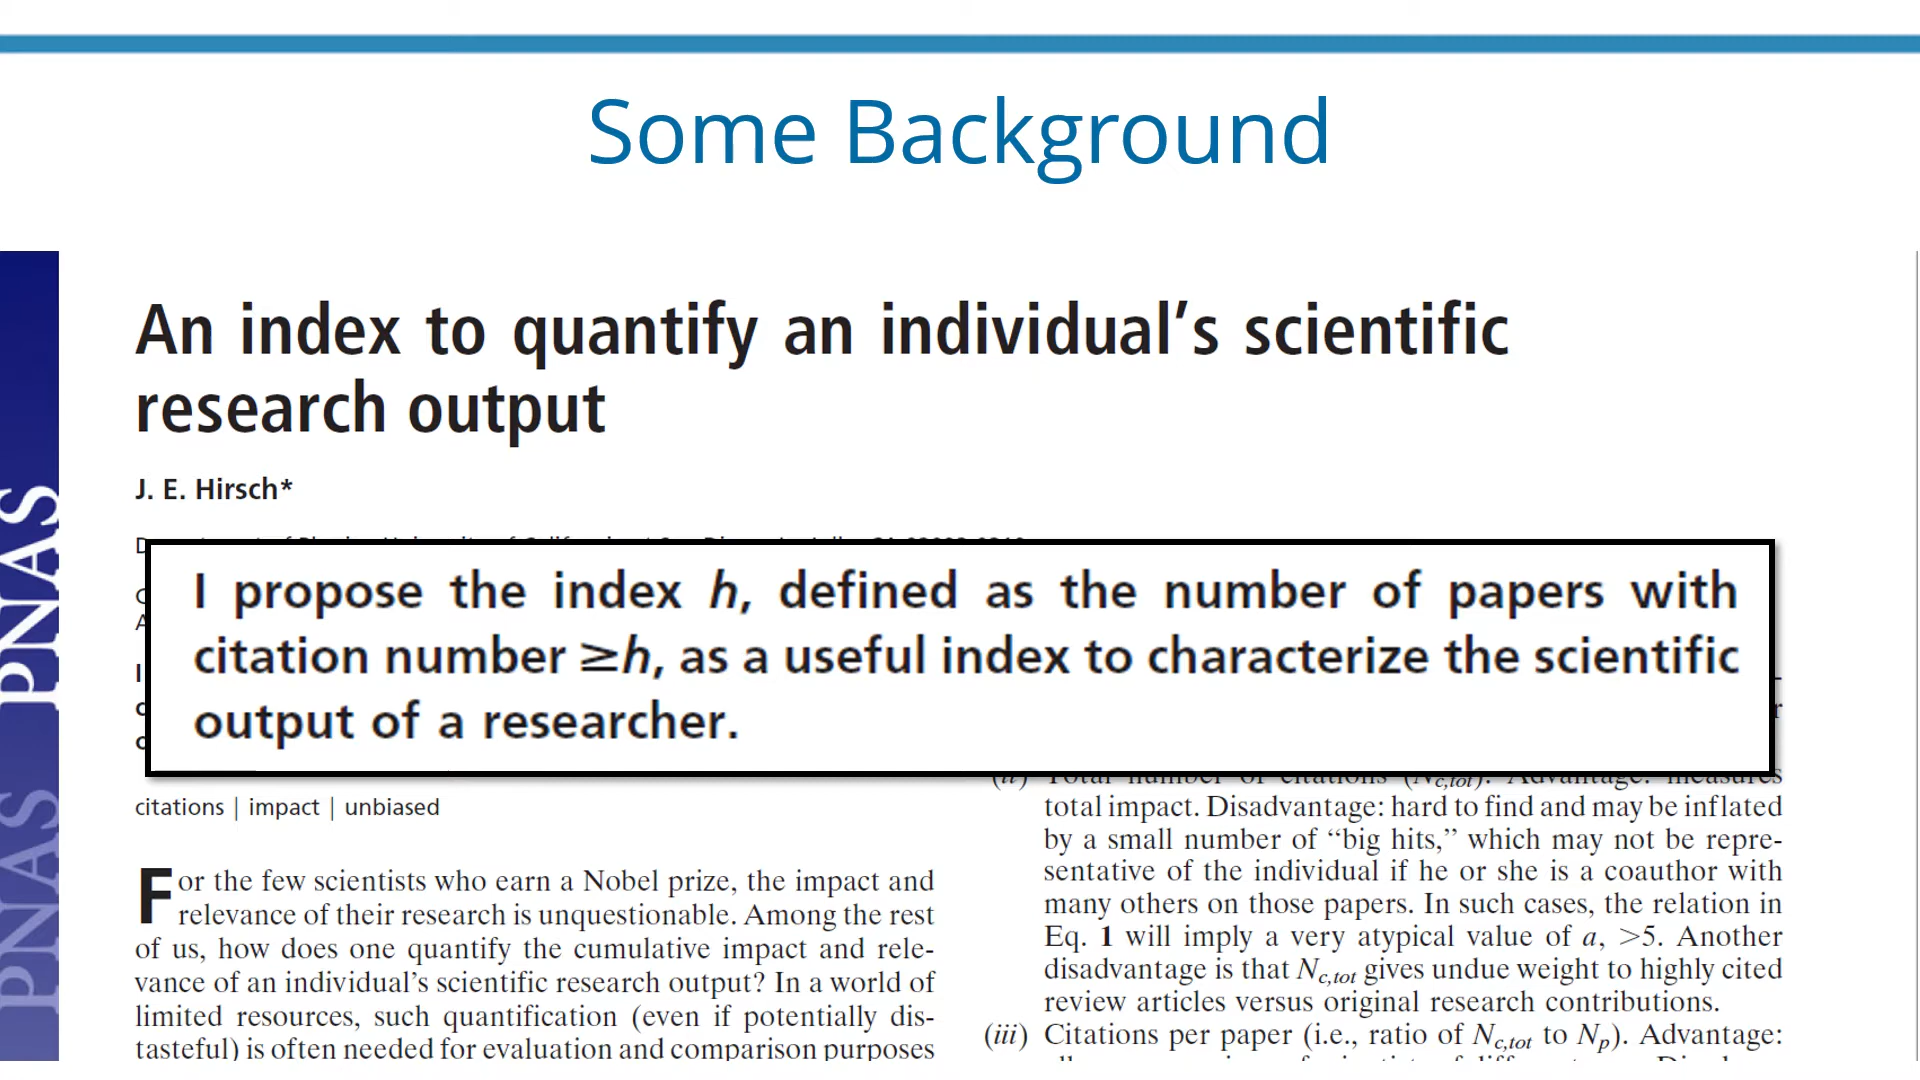 Some Background
An index to quantify an individual’s scientific
research output
J. E. Hirsch*
I propose the index h, defined as the number of papers with
citation number ≥h, as a useful index to characterize the scientific
output of a researcher.
citations | impact | unbiased
For the few scientists who earn a Nobel prize, the impact and
relevance of their research is unquestionable. Among the rest
of us, how does one quantify the cumulative impact and rele-
vance of an individual’s scientific research output? In a world of
limited resources, such quantification (even if potentially dis-
tasteful) is often needed for evaluation and comparison purposes
(ii) Total number of citations (Nc,tot). Advantage: measures
total impact. Disadvantage: hard to find and may be inflated
by a small number of ‘‘big hits,’’ which may not be repre-
sentative of the individual if he or she is a coauthor with
many others on those papers. In such cases, the relation in
Eq. 1 will imply a very atypical value of a, >5. Another
disadvantage is that Nc,tot gives undue weight to highly cited
review articles versus original research contributions.
(iii) Citations per paper (i.e., ratio of Nc,tot to Np). Advantage:
PNAS
PNAS